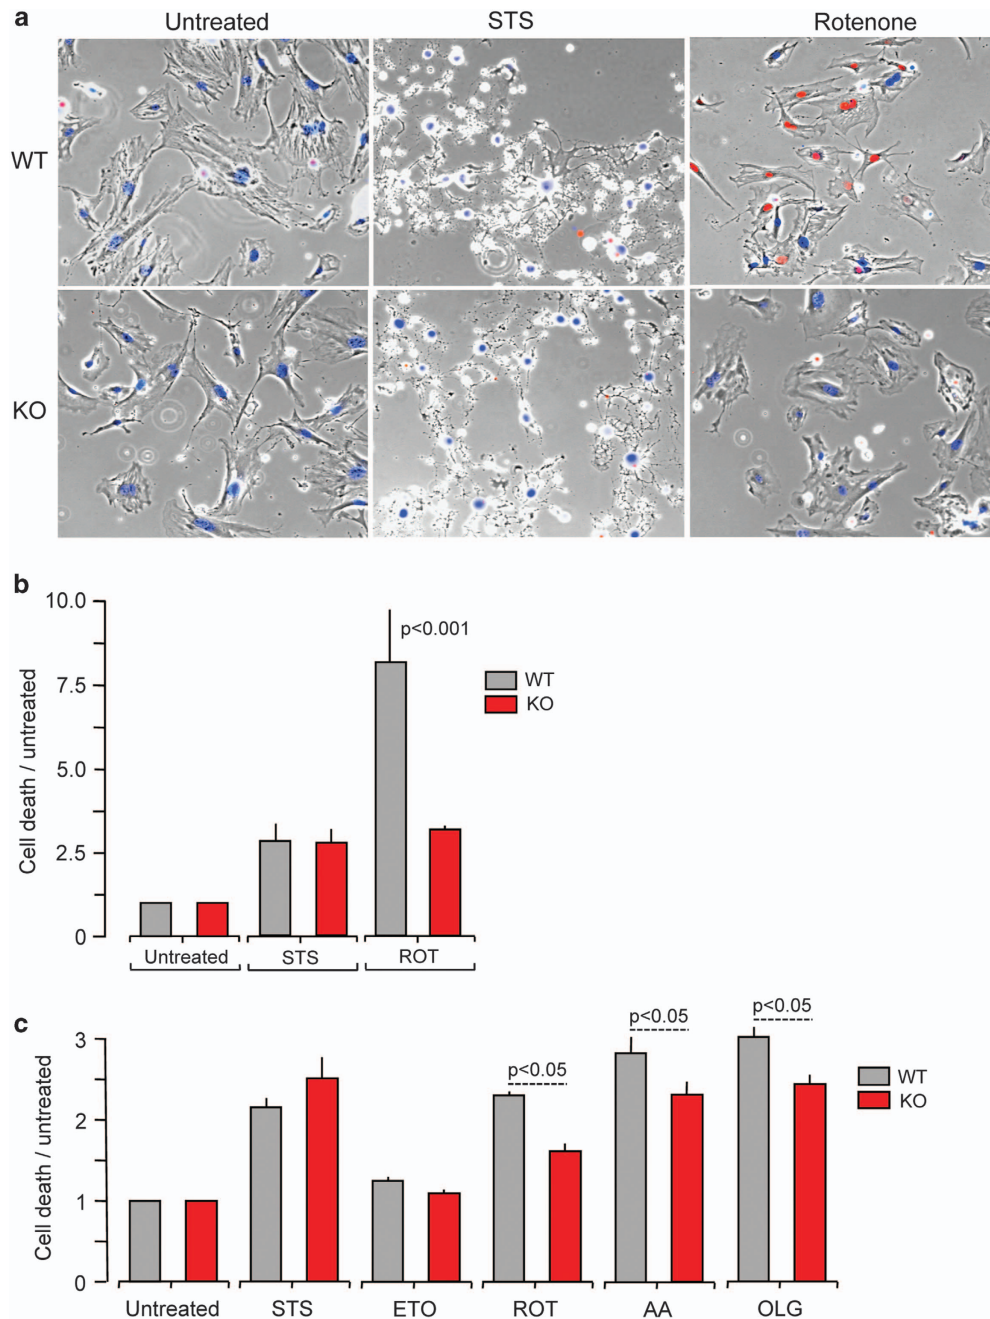 a
Untreated STS Rotenone
WT
KO
b
10.0
7.5
5.0
2.5
0
Cell death / untreated
p<0.001
WT
KO
Untreated STS ROT
c
3
2
1
0
Cell death / untreated
p<0.05
p<0.05
p<0.05
WT
KO
Untreated STS ETO ROT AA OLG